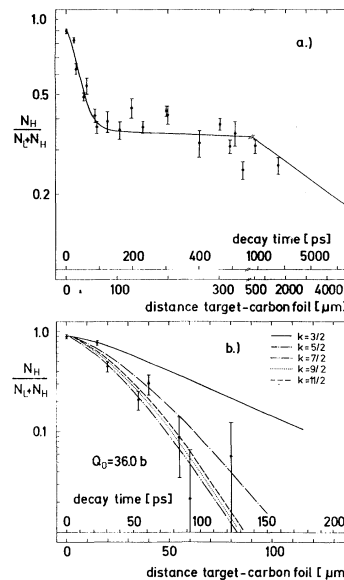 a.)
1.0
0.5
0.2
N_H
N_L+N_H
decay time [ps]
0 200 400 1000 5000
0 100 200 300 500 2000 4000
distance target-carbon foil [µm]
b.)
1.0
0.1
N_H
N_L+N_H
k=3/2
k=5/2
k=7/2
k=9/2
k=11/2
Q₀=36.0 b
decay time [ps]
0 50 100 150 200
0 50 100 µm
distance target-carbon foil [µm]